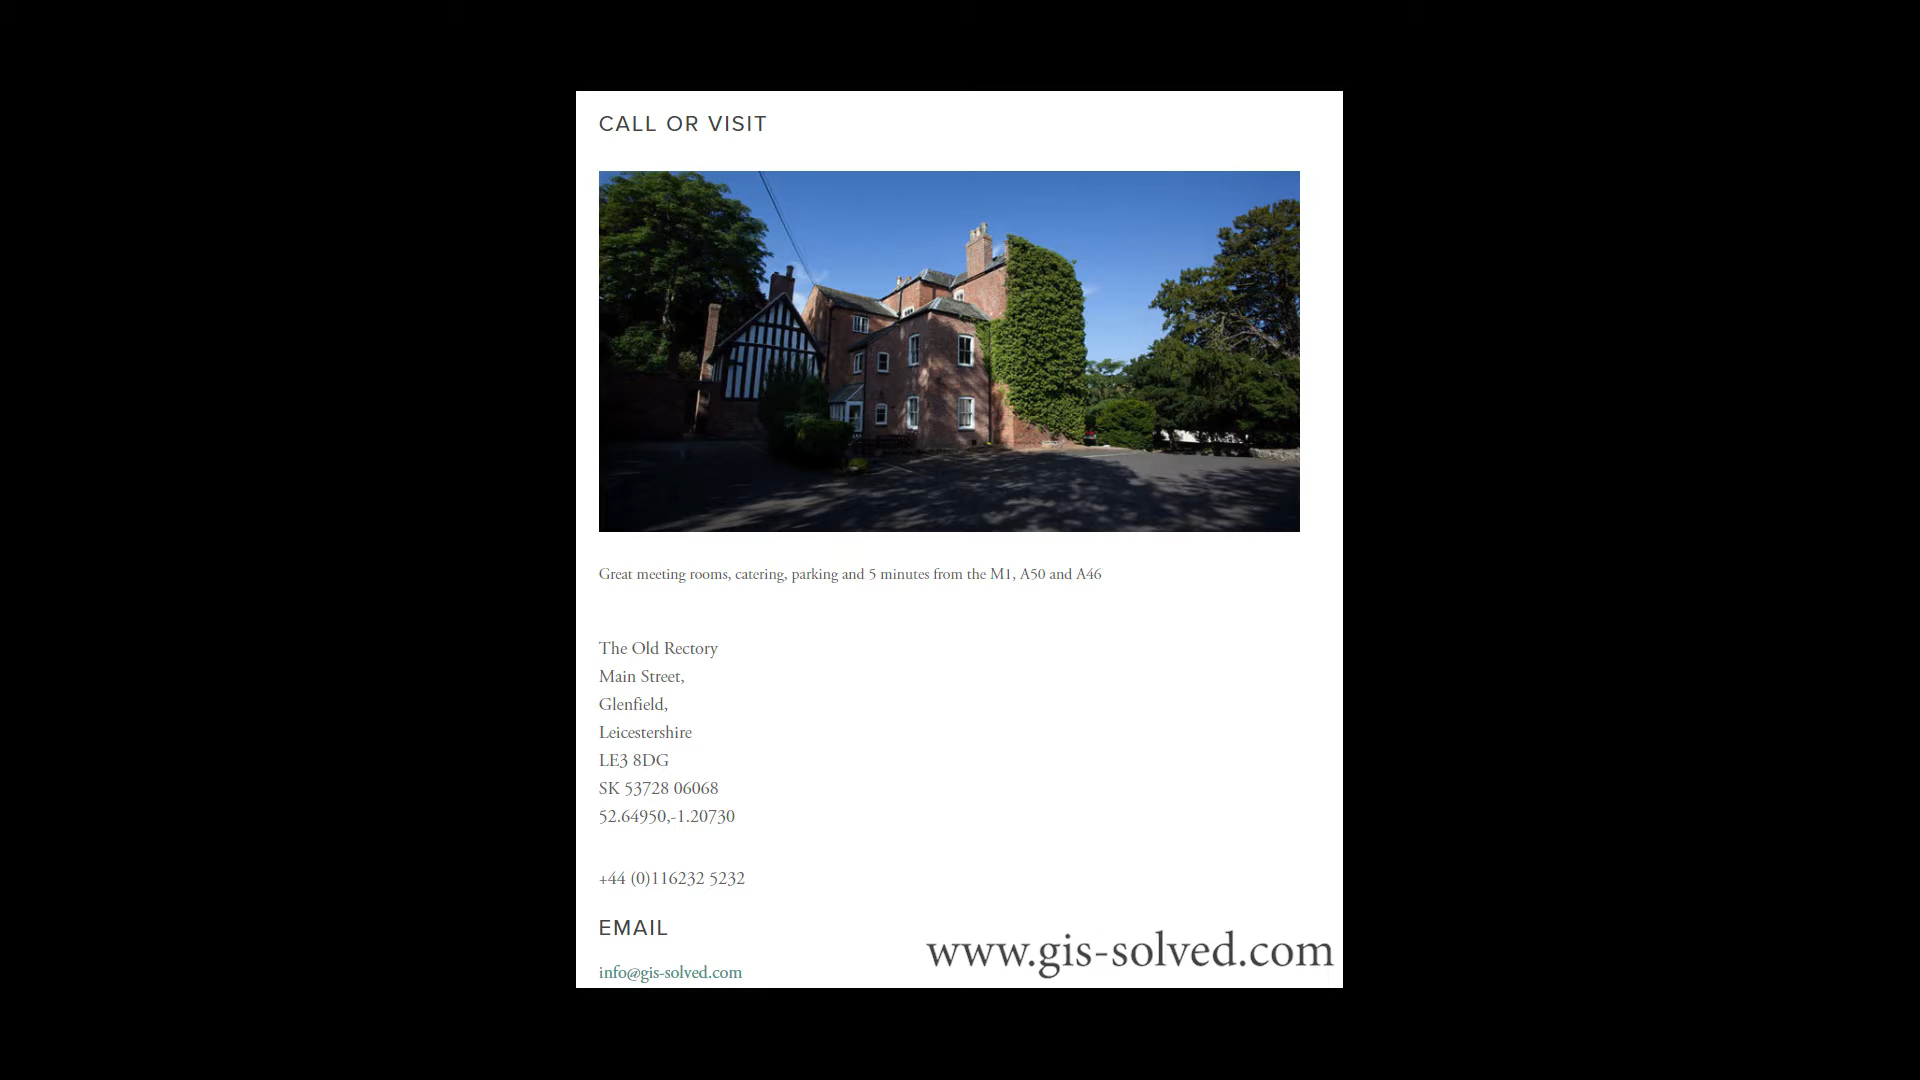 CALL OR VISIT
Great meeting rooms, catering, parking and 5 minutes from the M1, A50 and A46
The Old Rectory
Main Street,
Glenfield,
Leicestershire
LE3 8DG
SK 53728 06068
52.64950,-1.20730
+44 (0)116232 5232
EMAIL
info@gis-solved.com
www.gis-solved.com